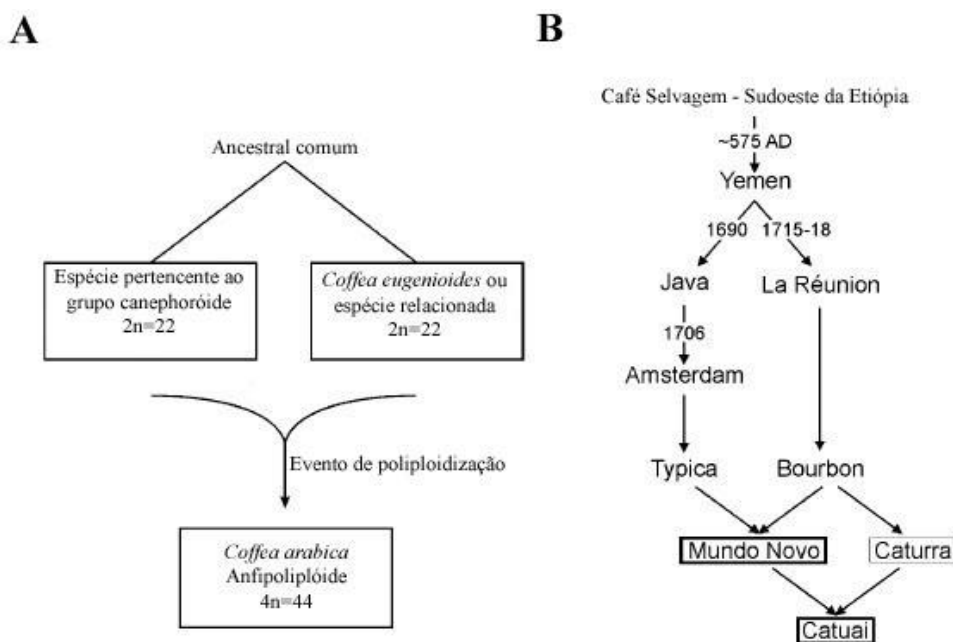 A
Ancestral comum
Espécie pertencente ao
grupo canephoróide
2n=22
Coffea eugenioides ou
espécie relacionada
2n=22
Evento de poliploidização
Coffea arabica
Anfipoliplóide
4n=44
B
Café Selvagem - Sudoeste da Etiópia
~575 AD
Yemen
1690
1715-18
Java
La Réunion
1706
Amsterdam
Typica
Bourbon
Mundo Novo
Caturra
Catuai